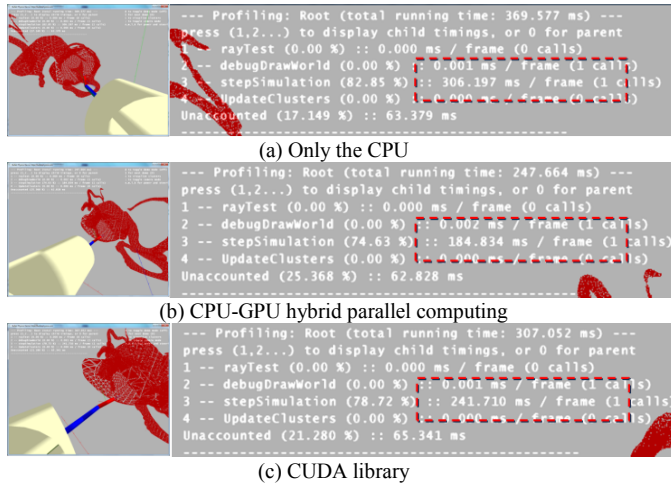 --- Profiling: Root (total running time: 369.577 ms) ---
press (1,2...) to display child timings, or 0 for parent
1 -- rayTest (0.00 %) :: 0.000 ms / frame (0 calls)
2 -- debugDrawWorld (0.00 %) :: 0.001 ms / frame (1 calls)
3 -- stepSimulation (82.85 %) :: 306.197 ms / frame (1 calls)
4 -- UpdateClusters (0.00 %) :: 0.000 ms / frame (0 calls)
Unaccounted (17.149 %) :: 63.379 ms
(a) Only the CPU
--- Profiling: Root (total running time: 247.664 ms) ---
press (1,2...) to display child timings, or 0 for parent
1 -- rayTest (0.00 %) :: 0.000 ms / frame (0 calls)
2 -- debugDrawWorld (0.00 %) :: 0.002 ms / frame (1 calls)
3 -- stepSimulation (74.63 %) :: 184.834 ms / frame (1 calls)
4 -- UpdateClusters (0.00 %) :: 0.000 ms / frame (0 calls)
Unaccounted (25.368 %) :: 62.828 ms
(b) CPU-GPU hybrid parallel computing
--- Profiling: Root (total running time: 307.052 ms) ---
press (1,2...) to display child timings, or 0 for parent
1 -- rayTest (0.00 %) :: 0.000 ms / frame (0 calls)
2 -- debugDrawWorld (0.00 %) :: 0.001 ms / frame (1 calls)
3 -- stepSimulation (78.72 %) :: 241.710 ms / frame (1 calls)
4 -- UpdateClusters (0.00 %) :: 0.000 ms / frame (0 calls)
Unaccounted (21.280 %) :: 65.341 ms
(c) CUDA library